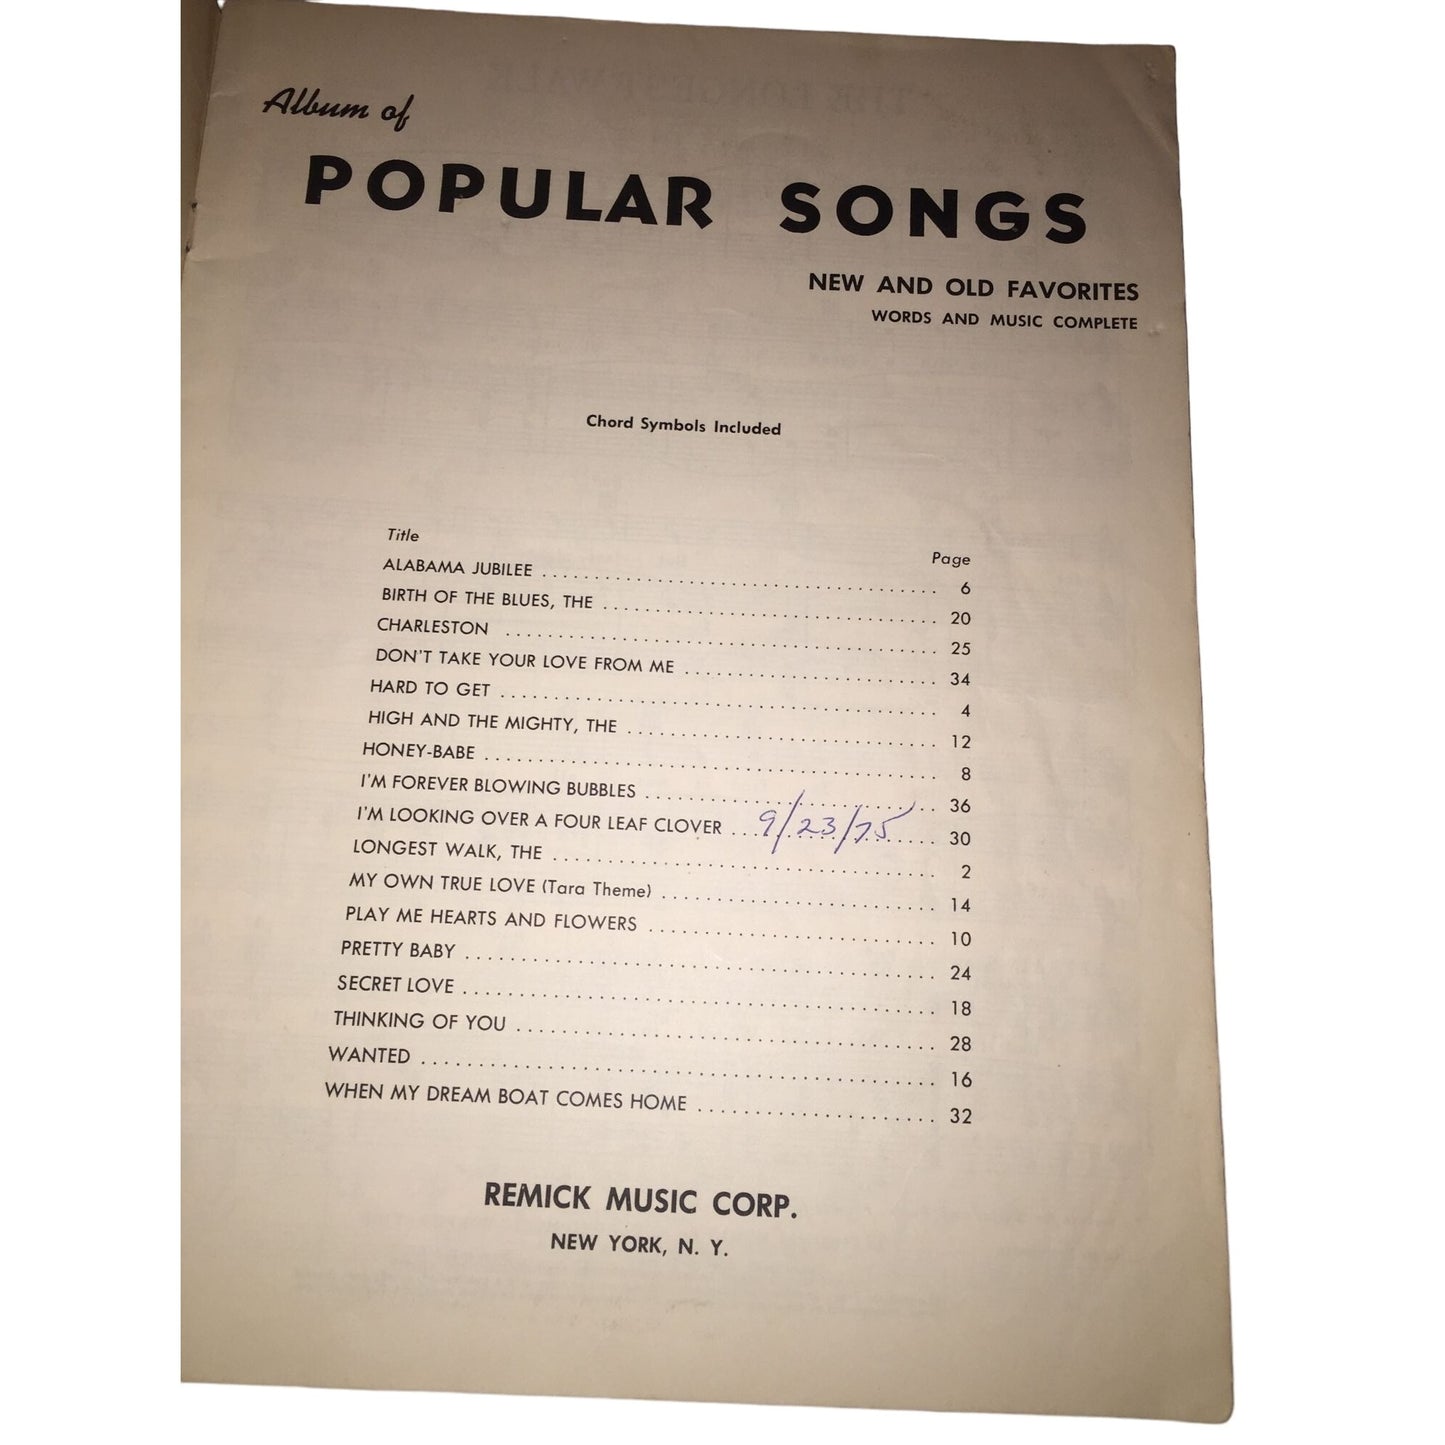 Album of
POPULAR SONGS
NEW AND OLD FAVORITES
WORDS AND MUSIC COMPLETE
Chord Symbols Included
Title Page
ALABAMA JUBILEE 6
BIRTH OF THE BLUES, THE 20
CHARLESTON 25
DON'T TAKE YOUR LOVE FROM ME 34
HARD TO GET 4
HIGH AND THE MIGHTY, THE 12
HONEY-BABE 8
I'M FOREVER BLOWING BUBBLES 36
I'M LOOKING OVER A FOUR LEAF CLOVER 9/23/75 30
LONGEST WALK, THE 2
MY OWN TRUE LOVE (Tara Theme) 14
PLAY ME HEARTS AND FLOWERS 10
PRETTY BABY 24
SECRET LOVE 18
THINKING OF YOU 28
WANTED 16
WHEN MY DREAM BOAT COMES HOME 32
REMICK MUSIC CORP.
NEW YORK, N. Y.